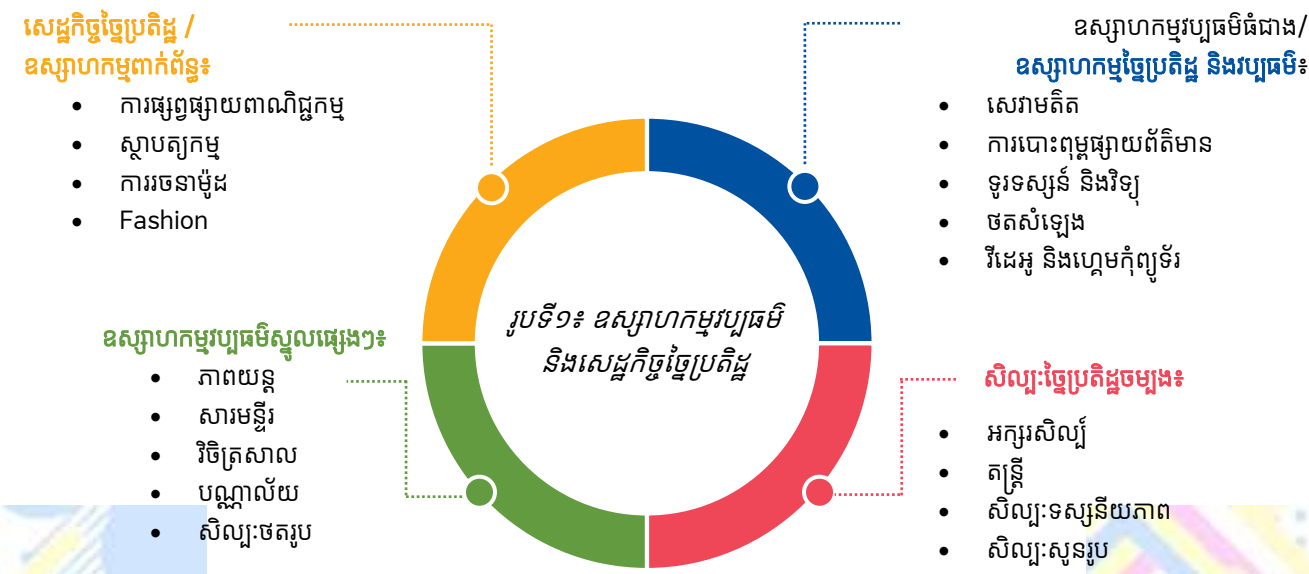 សេដ្ឋកិច្ចច្នៃប្រតិដ្ឋ /
ឧស្សាហកម្មពាក់ព័ន្ធ៖
• ការផ្សព្វផ្សាយពាណិជ្ជកម្ម
• ស្ថាបត្យកម្ម
• ការរចនាម៉ូដ
• Fashion
ឧស្សាហកម្មវប្បធម៌ធំជាង/
ឧស្សាហកម្មច្នៃប្រតិដ្ឋ និងវប្បធម៌៖
• សេវាមត៌ត
• ការបោះពុម្ពផ្សាយព័ត៌មាន
• ទូរទស្សន៍ និងវិទ្យុ
• ថតសំឡេង
• វីដេអូ និងហ្គេមកុំព្យូទ័រ
រូបទី១៖ ឧស្សាហកម្មវប្បធម៌
និងសេដ្ឋកិច្ចច្នៃប្រតិដ្ឋ
ឧស្សាហកម្មវប្បធម៌ស្នូលផ្សេងៗ៖
• ភាពយន្ត
• សារមន្ទីរ
• វិចិត្រសាល
• បណ្ណាល័យ
• សិល្បៈថតរូប
សិល្បៈច្នៃប្រតិដ្ឋចម្បង៖
• អក្សរសិល្ប៍
• តន្ត្រី
• សិល្បៈទស្សនីយភាព
• សិល្បៈសូនរូប